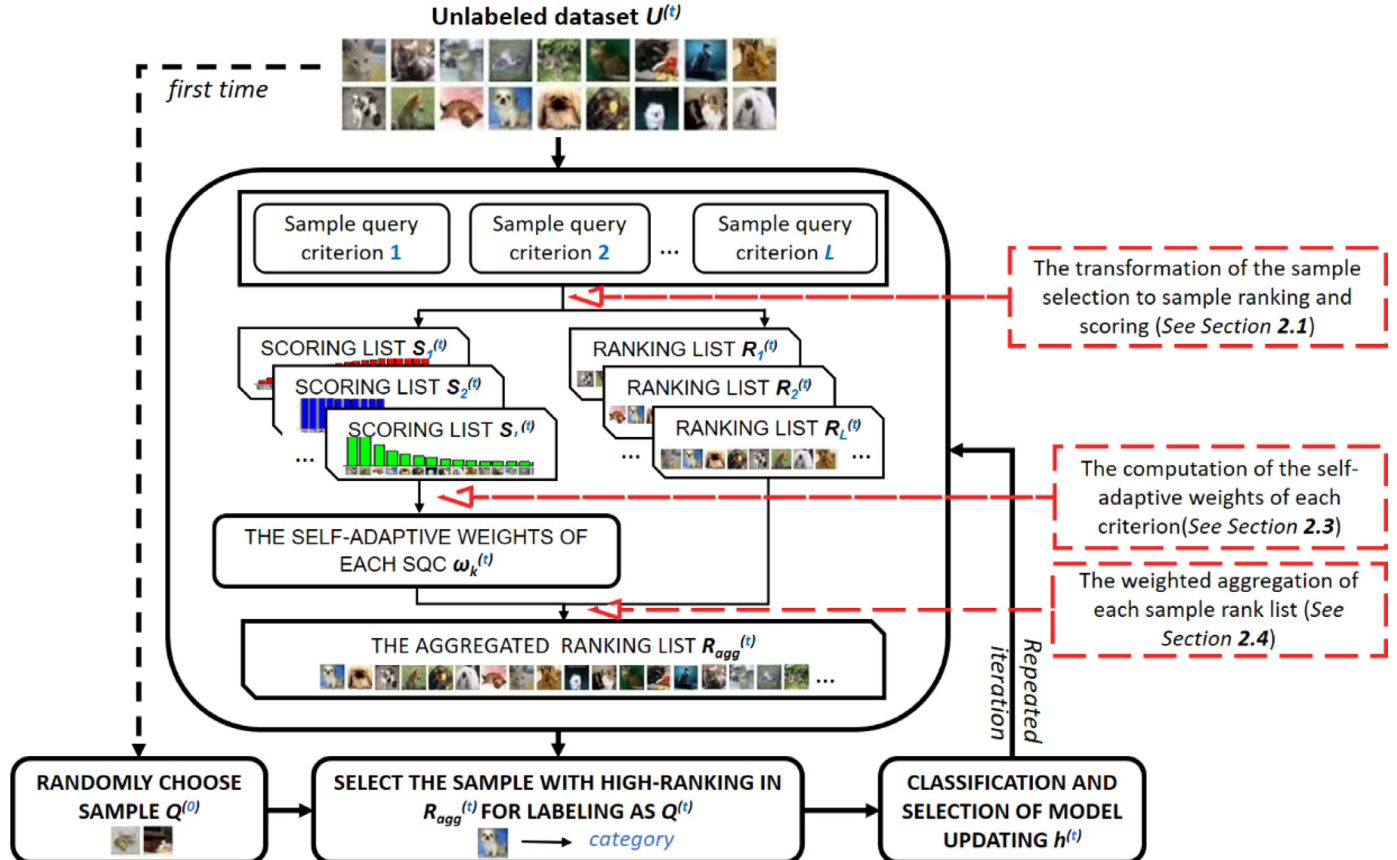 Unlabeled dataset U(t)
first time
Sample query
criterion 1
Sample query
criterion 2
...
Sample query
criterion L
The transformation of the sample
selection to sample ranking and
scoring (See Section 2.1)
SCORING LIST S1(t)
SCORING LIST S2(t)
SCORING LIST S(t)
...
RANKING LIST R1(t)
RANKING LIST R2(t)
RANKING LIST RL(t)
...
...
The computation of the self-
adaptive weights of each
criterion(See Section 2.3)
THE SELF-ADAPTIVE WEIGHTS OF
EACH SQC ωk(t)
The weighted aggregation of
each sample rank list (See
Section 2.4)
THE AGGREGATED RANKING LIST Ragg(t)
...
Repeated
iteration
RANDOMLY CHOOSE
SAMPLE Q(0)
SELECT THE SAMPLE WITH HIGH-RANKING IN
Ragg(t) FOR LABELING AS Q(t)
category
CLASSIFICATION AND
SELECTION OF MODEL
UPDATING h(t)